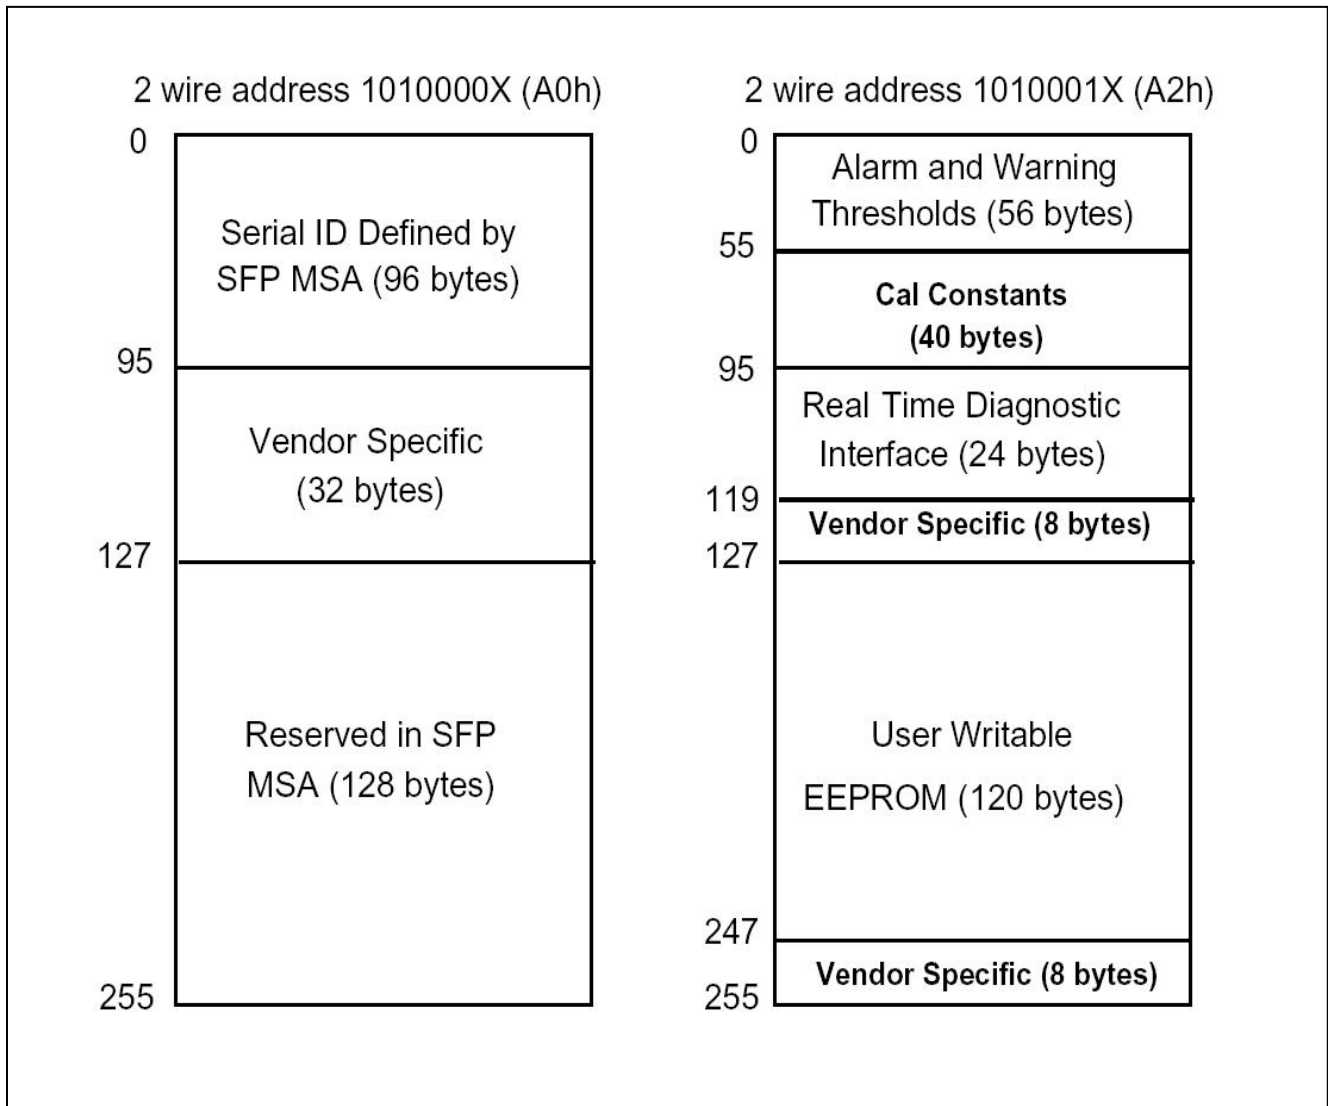 2 wire address 1010000X (A0h)
0
Serial ID Defined by
SFP MSA (96 bytes)
95
Vendor Specific
(32 bytes)
127
Reserved in SFP
MSA (128 bytes)
255
2 wire address 1010001X (A2h)
0
Alarm and Warning
Thresholds (56 bytes)
55
Cal Constants
(40 bytes)
95
Real Time Diagnostic
Interface (24 bytes)
119
Vendor Specific (8 bytes)
127
User Writable
EEPROM (120 bytes)
247
Vendor Specific (8 bytes)
255